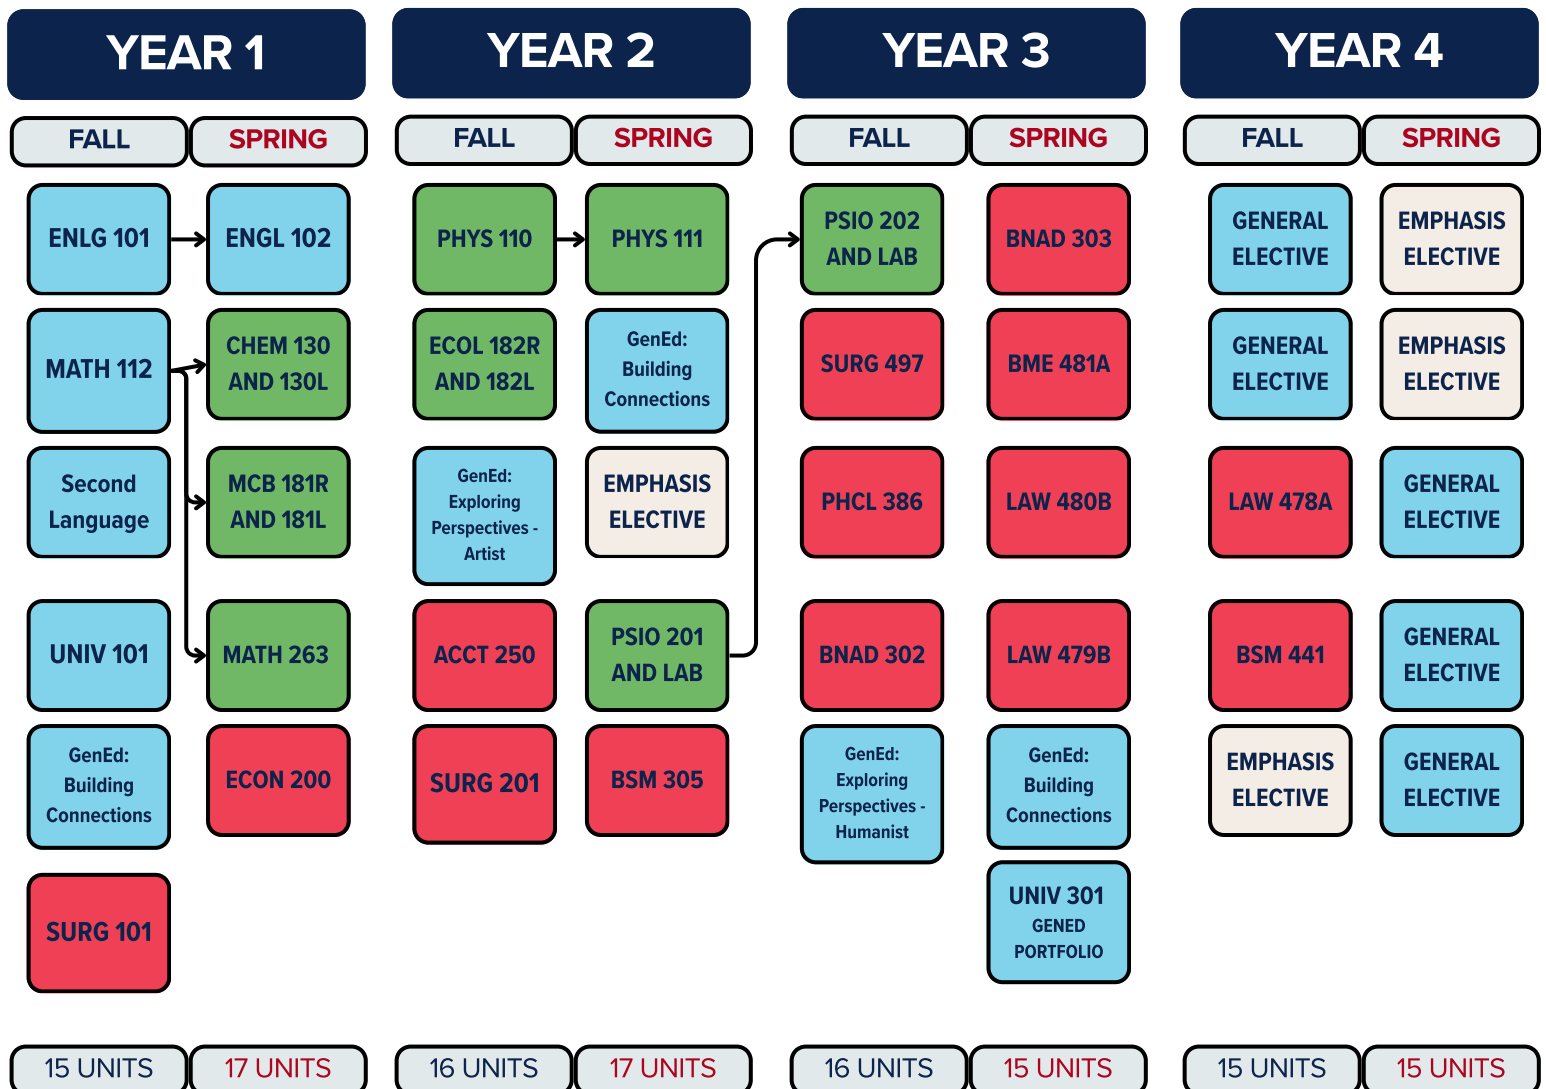 YEAR 1
FALL
SPRING
ENLG 101
ENGL 102
MATH 112
CHEM 130
AND 130L
Second
Language
MCB 181R
AND 181L
UNIV 101
MATH 263
GenEd:
Building
Connections
ECON 200
SURG 101
15 UNITS
17 UNITS
YEAR 2
FALL
SPRING
PHYS 110
PHYS 111
ECOL 182R
AND 182L
GenEd:
Building
Connections
GenEd:
Exploring
Perspectives -
Artist
EMPHASIS
ELECTIVE
ACCT 250
PSIO 201
AND LAB
SURG 201
BSM 305
16 UNITS
17 UNITS
YEAR 3
FALL
SPRING
PSIO 202
AND LAB
BNAD 303
SURG 497
BME 481A
PHCL 386
LAW 480B
BNAD 302
LAW 479B
GenEd:
Exploring
Perspectives -
Humanist
GenEd:
Building
Connections
UNIV 301
GENED
PORTFOLIO
16 UNITS
15 UNITS
YEAR 4
FALL
SPRING
GENERAL
ELECTIVE
EMPHASIS
ELECTIVE
GENERAL
ELECTIVE
EMPHASIS
ELECTIVE
LAW 478A
GENERAL
ELECTIVE
BSM 441
GENERAL
ELECTIVE
EMPHASIS
ELECTIVE
GENERAL
ELECTIVE
15 UNITS
15 UNITS